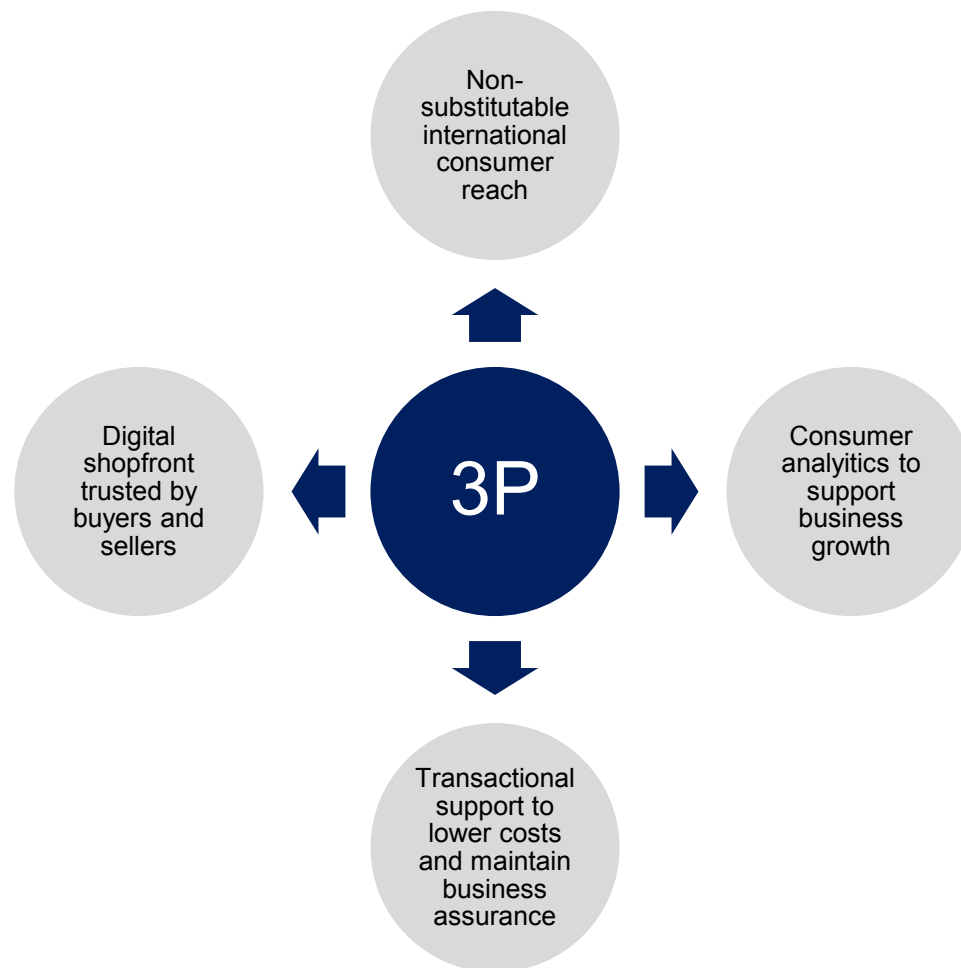 Non-
substitutable
international
consumer
reach
Digital
shopfront
trusted by
buyers and
sellers
3P
Consumer
analyitics to
support
business
growth
Transactional
support to
lower costs
and maintain
business
assurance